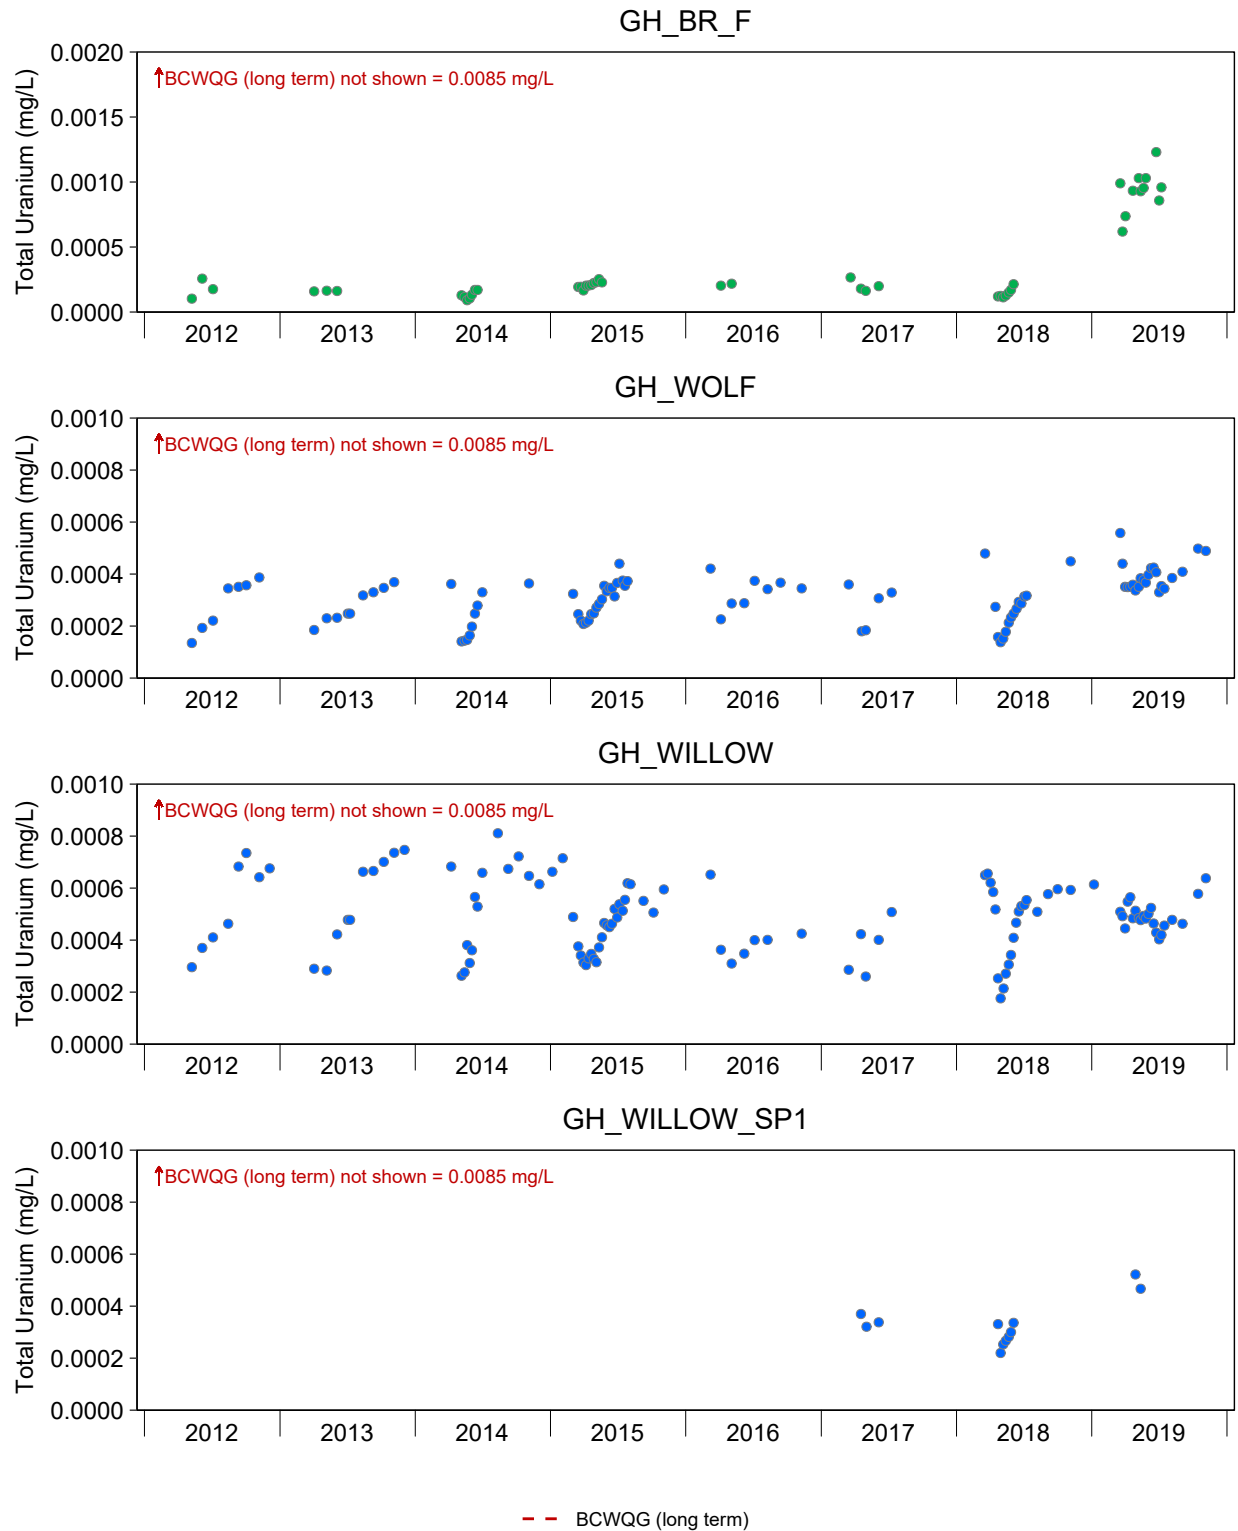 GH_BR_F
Total Uranium (mg/L)
0.0020
0.0015
0.0010
0.0005
0.0000
BCWQG (long term) not shown = 0.0085 mg/L
2012 2013 2014 2015 2016 2017 2018 2019
GH_WOLF
Total Uranium (mg/L)
0.0010
0.0008
0.0006
0.0004
0.0002
0.0000
BCWQG (long term) not shown = 0.0085 mg/L
2012 2013 2014 2015 2016 2017 2018 2019
GH_WILLOW
Total Uranium (mg/L)
0.0010
0.0008
0.0006
0.0004
0.0002
0.0000
BCWQG (long term) not shown = 0.0085 mg/L
2012 2013 2014 2015 2016 2017 2018 2019
GH_WILLOW_SP1
Total Uranium (mg/L)
0.0010
0.0008
0.0006
0.0004
0.0002
0.0000
BCWQG (long term) not shown = 0.0085 mg/L
2012 2013 2014 2015 2016 2017 2018 2019
BCWQG (long term)